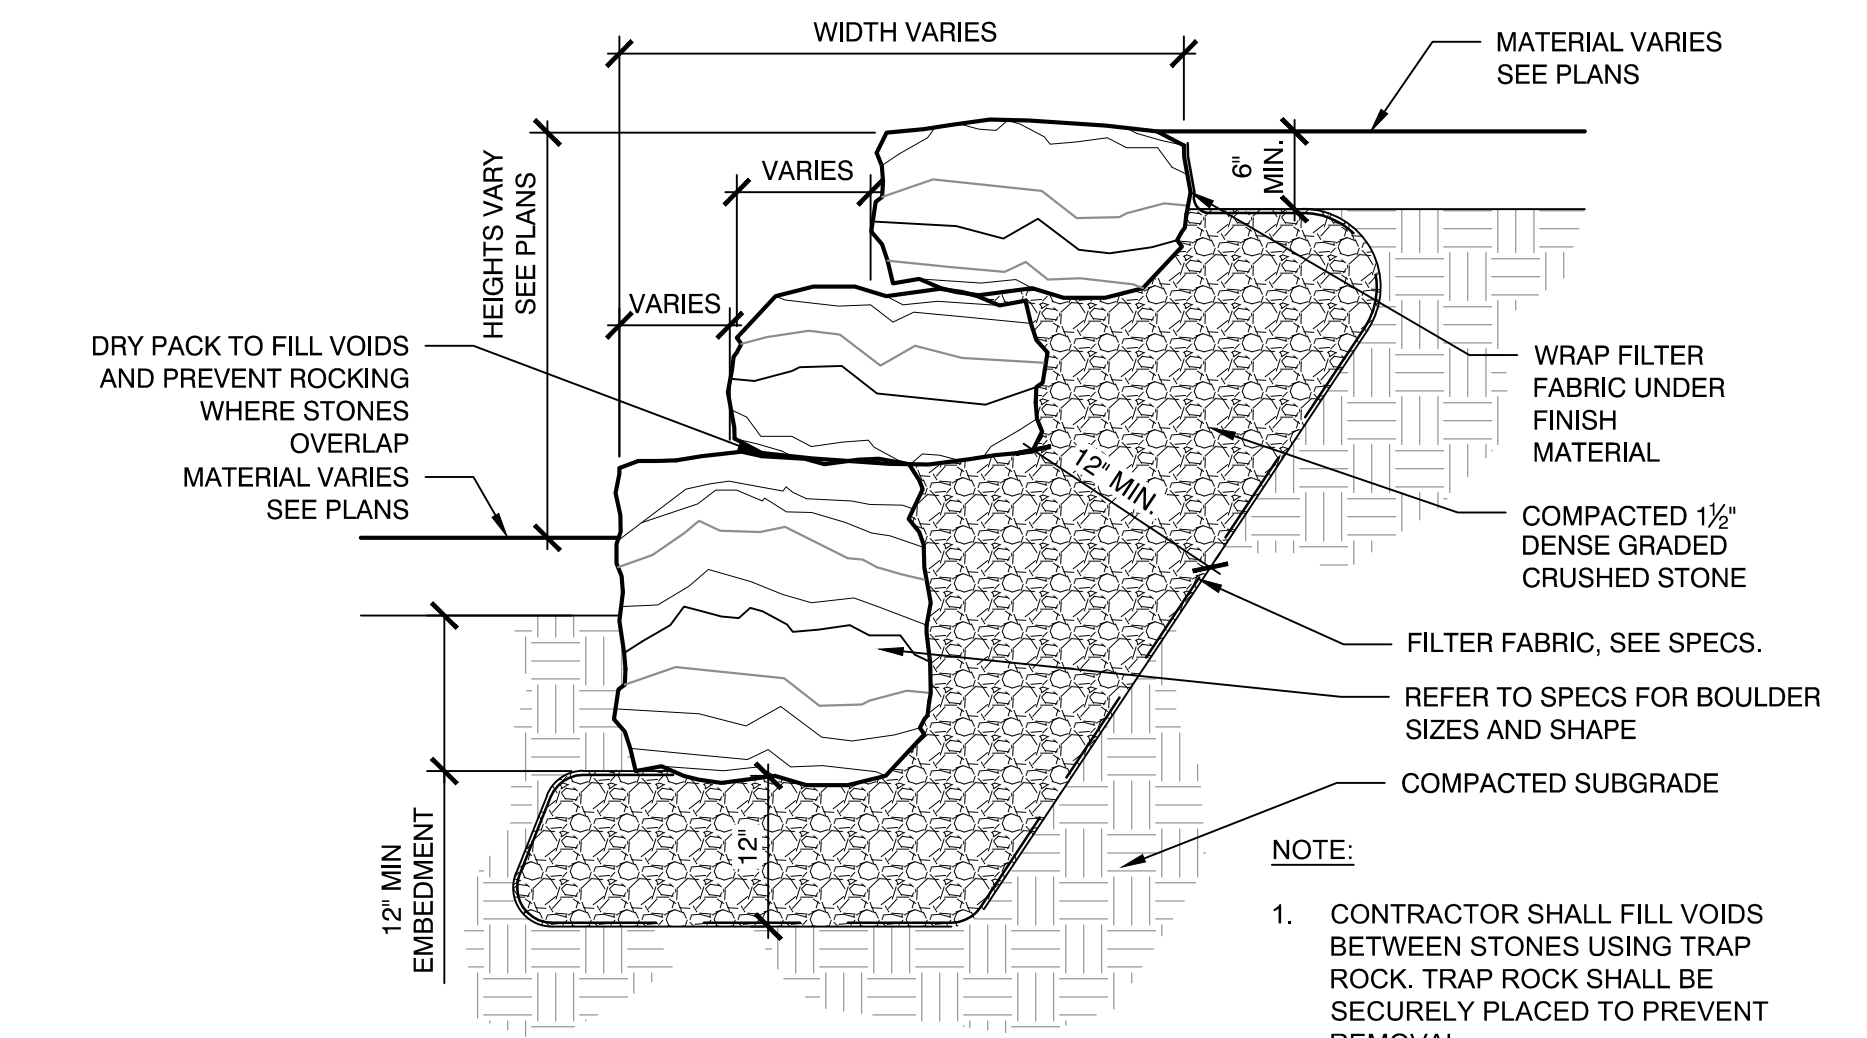 WIDTH VARIES
MATERIAL VARIES
SEE PLANS
HEIGHTS VARY
SEE PLANS
VARIES
6"
MIN.
VARIES
DRY PACK TO FILL VOIDS
AND PREVENT ROCKING
WHERE STONES
OVERLAP
MATERIAL VARIES
SEE PLANS
WRAP FILTER
FABRIC UNDER
FINISH
MATERIAL
12" MIN.
COMPACTED 1½"
DENSE GRADED
CRUSHED STONE
FILTER FABRIC, SEE SPECS.
REFER TO SPECS FOR BOULDER
SIZES AND SHAPE
COMPACTED SUBGRADE
12" MIN
EMBEDMENT
12"
NOTE:
1. CONTRACTOR SHALL FILL VOIDS
BETWEEN STONES USING TRAP
ROCK. TRAP ROCK SHALL BE
SECURELY PLACED TO PREVENT